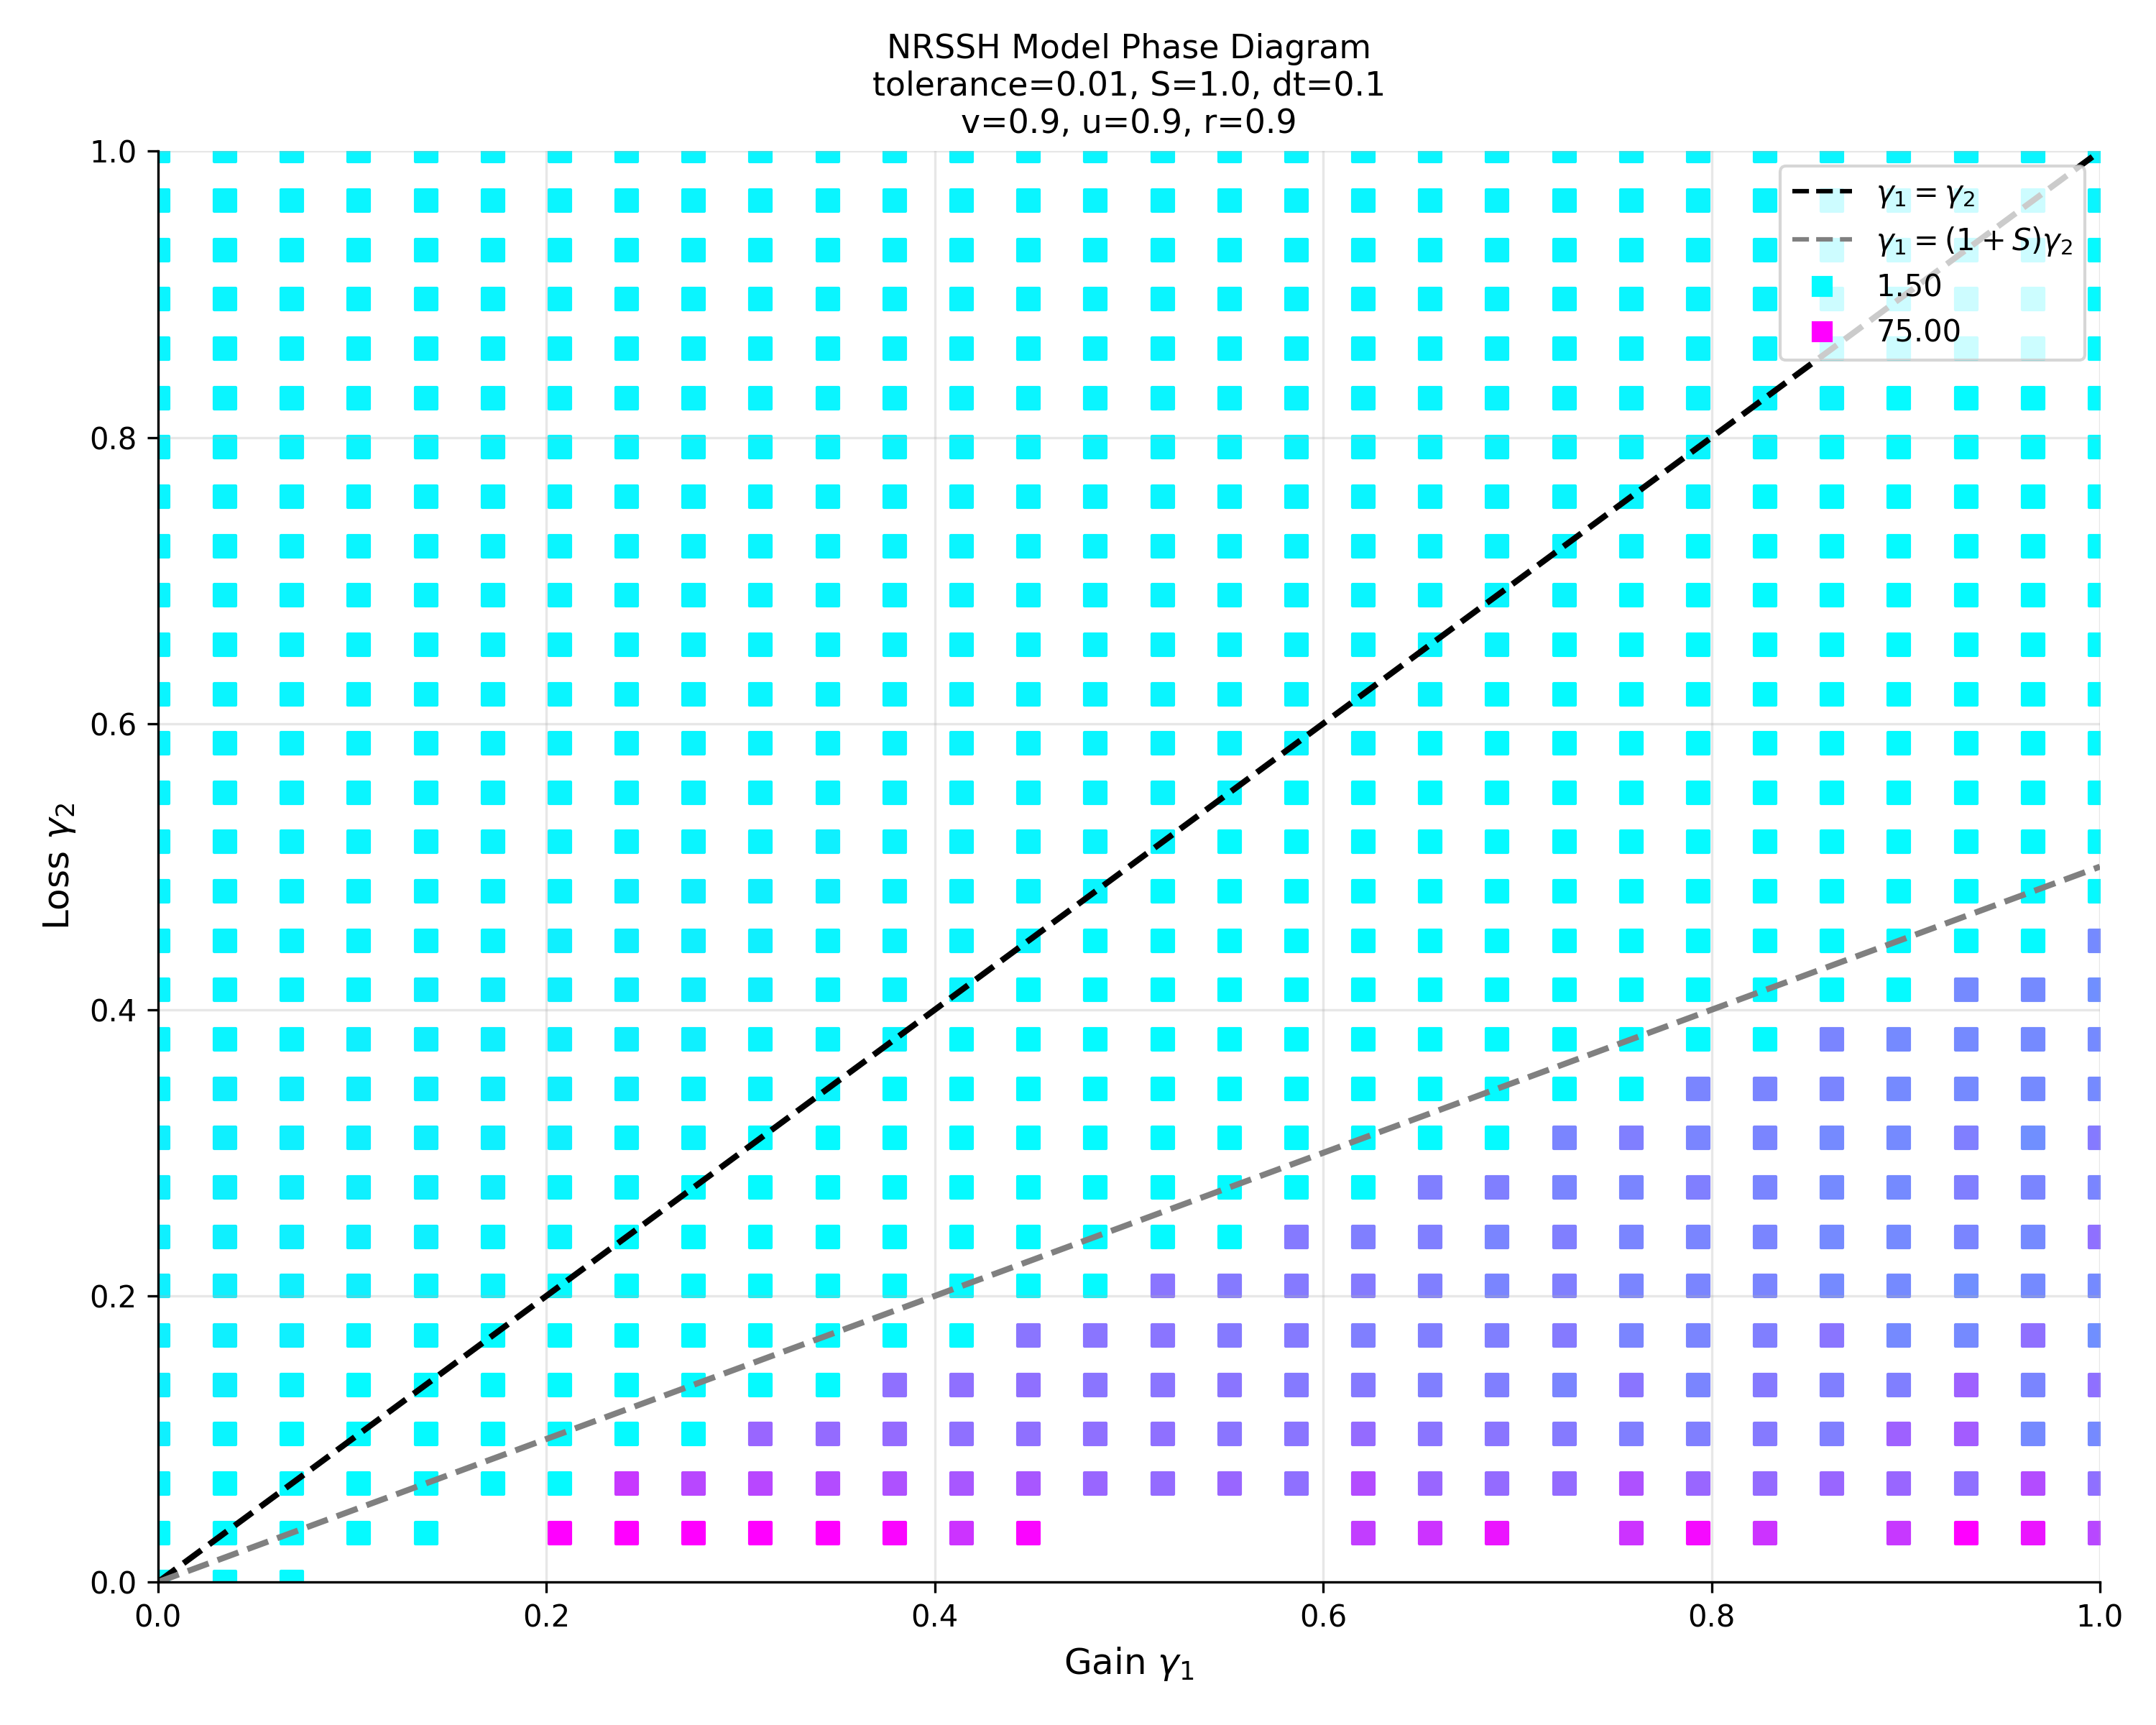 NRSSH Model Phase Diagram
tolerance=0.01, S=1.0, dt=0.1
v=0.9, u=0.9, r=0.9
γ₁ = γ₂
γ₁ = (1 + S)γ₂
1.50
75.00
1.0
0.8
0.6
0.4
0.2
0.0
Loss γ₂
0.0 0.2 0.4 0.6 0.8 1.0
Gain γ₁